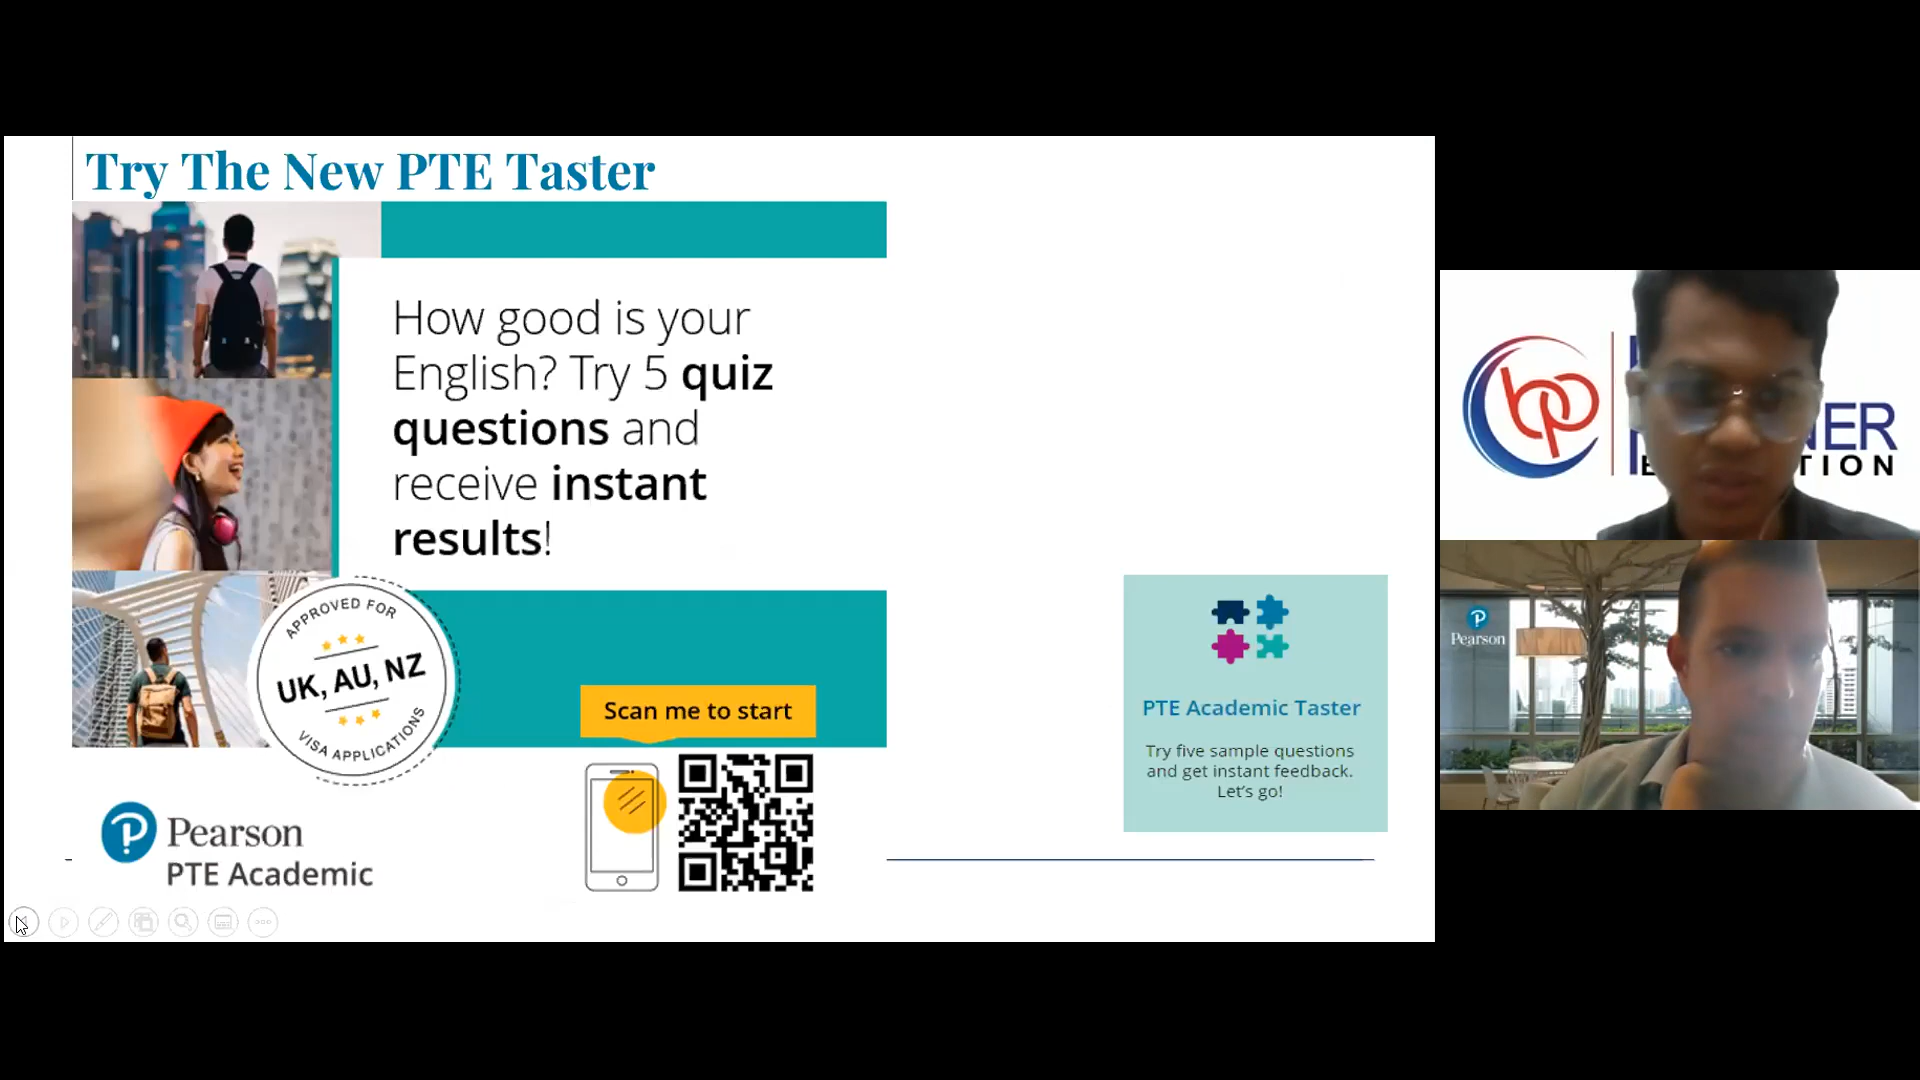 Try The New PTE Taster
How good is your
English? Try 5 quiz
questions and
receive instant
results!
APPROVED FOR
UK, AU, NZ
VISA APPLICATIONS
Scan me to start
Pearson
PTE Academic
PTE Academic Taster
Try five sample questions
and get instant feedback.
Let's go!
bp
NER
TION
Pearson